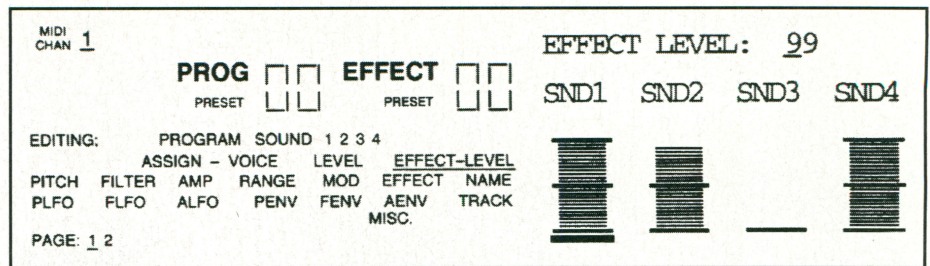 MIDI CHAN 1
EFFECT LEVEL: 99
PROG 00 EFFECT 00
PRESET PRESET
SND1 SND2 SND3 SND4
EDITING: PROGRAM SOUND 1 2 3 4
ASSIGN – VOICE LEVEL EFFECT–LEVEL
PITCH FILTER AMP RANGE MOD EFFECT NAME
PLFO FLFO ALFO PENV FENV AENV TRACK
MISC.
PAGE: 1 2